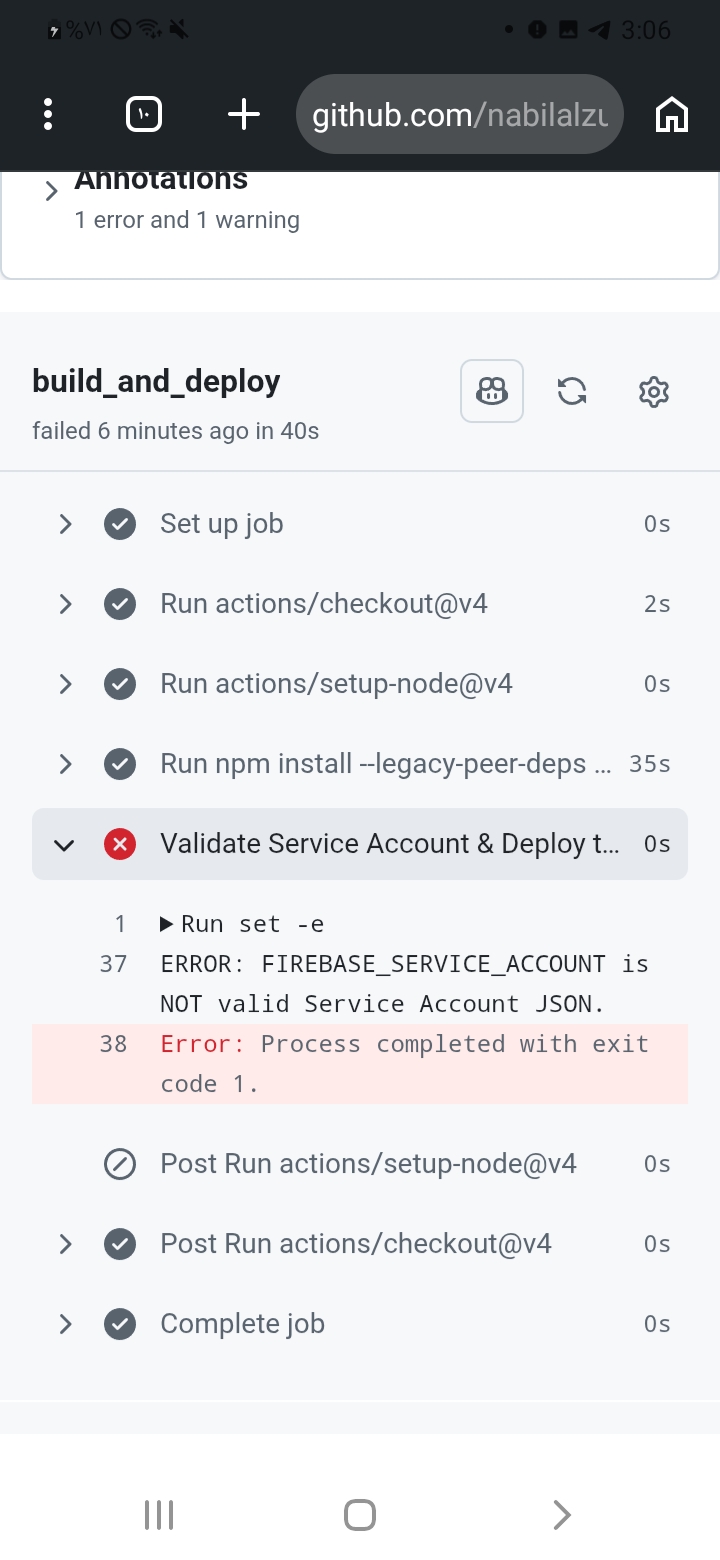 %٧١
3:06
١٠
github.com/nabilalzu
Annotations
1 error and 1 warning
build_and_deploy
failed 6 minutes ago in 40s
Set up job 0s
Run actions/checkout@v4 2s
Run actions/setup-node@v4 0s
Run npm install --legacy-peer-deps ... 35s
Validate Service Account & Deploy t... 0s
1 Run set -e
37 ERROR: FIREBASE_SERVICE_ACCOUNT is
NOT valid Service Account JSON.
38 Error: Process completed with exit
code 1.
Post Run actions/setup-node@v4 0s
Post Run actions/checkout@v4 0s
Complete job 0s